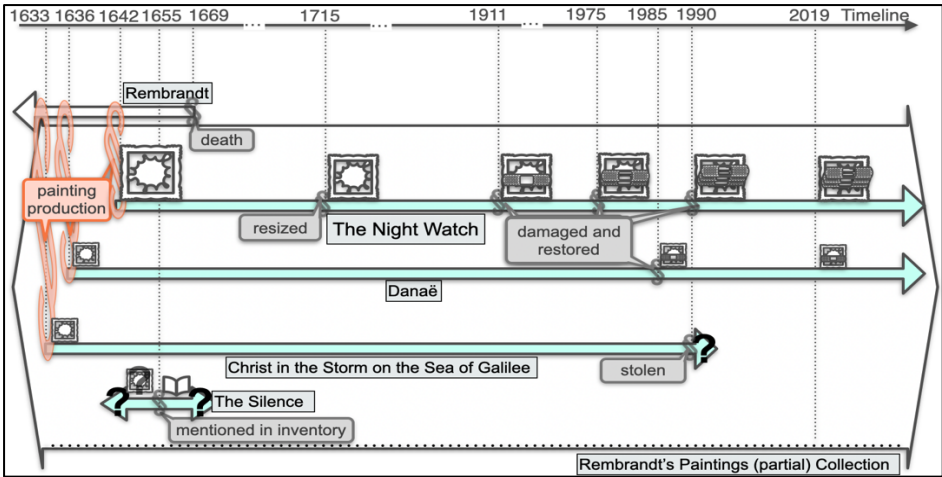 1633 1636 1642 1655 1669 ... 1715 ... 1911 ... 1975 1985 1990 2019 Timeline
Rembrandt
death
painting
production
resized
The Night Watch
damaged and
restored
Danaë
Christ in the Storm on the Sea of Galilee
stolen
?
?
? The Silence ?
mentioned in inventory
Rembrandt's Paintings (partial) Collection